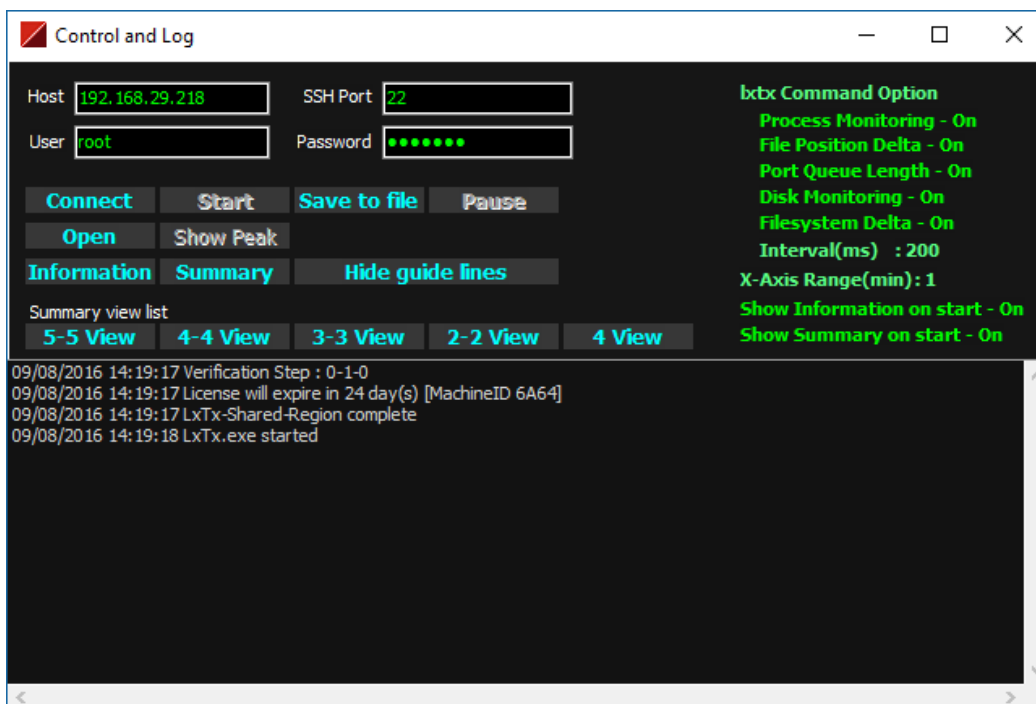 Control and Log
Host 192.168.29.218 SSH Port 22
User root Password •••••••
Connect Start Save to file Pause
Open Show Peak
Information Summary Hide guide lines
Summary view list
5-5 View 4-4 View 3-3 View 2-2 View 4 View
lxtx Command Option
Process Monitoring - On
File Position Delta - On
Port Queue Length - On
Disk Monitoring - On
Filesystem Delta - On
Interval(ms) : 200
X-Axis Range(min) : 1
Show Information on start - On
Show Summary on start - On
09/08/2016 14:19:17 Verification Step : 0-1-0
09/08/2016 14:19:17 License will expire in 24 day(s) [MachineID 6A64]
09/08/2016 14:19:17 LxTx-Shared-Region complete
09/08/2016 14:19:18 LxTx.exe started